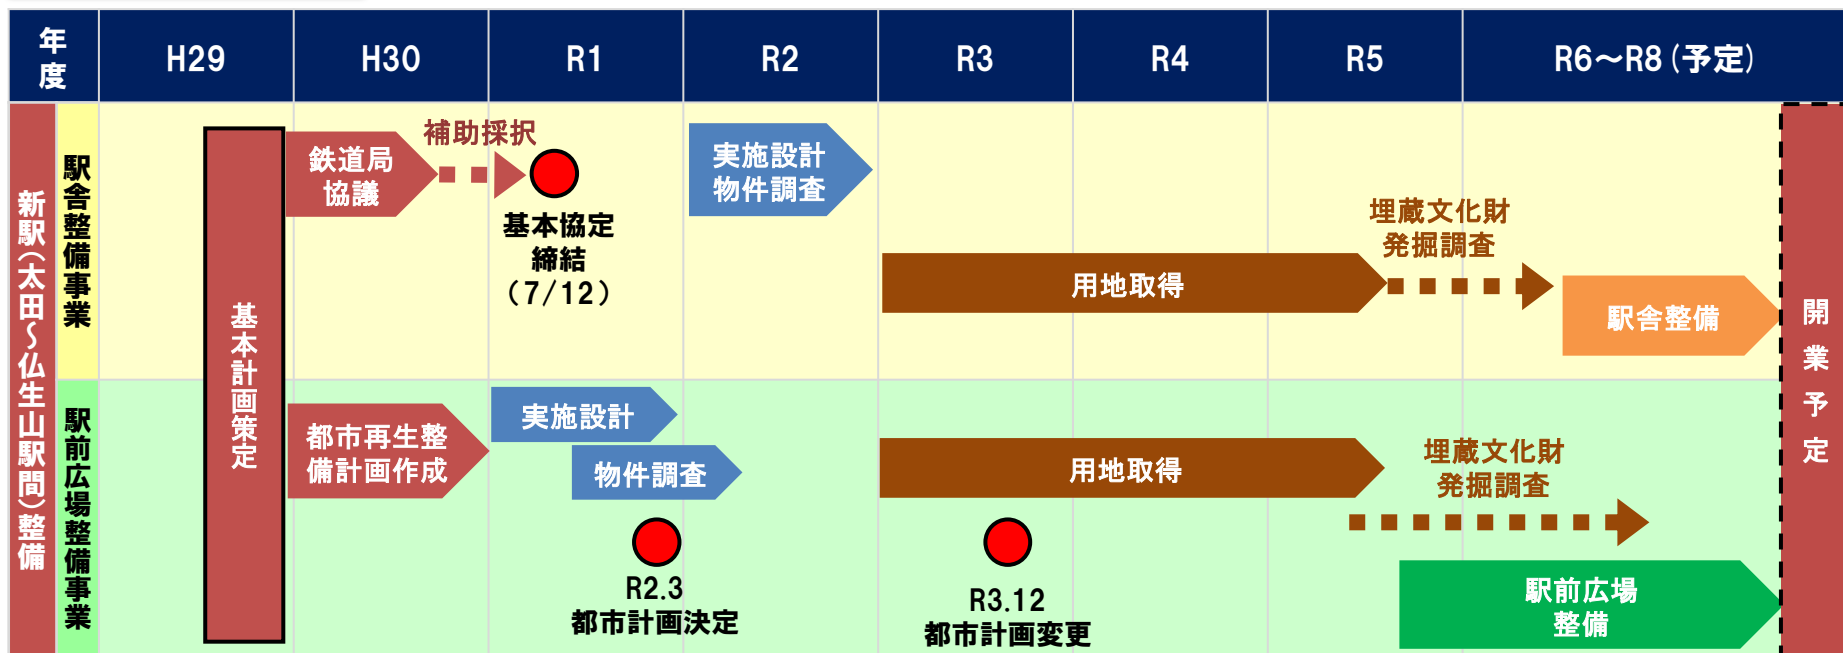 年度
H29
H30
R1
R2
R3
R4
R5
R6～R8(予定)
新駅(太田～仏生山駅間)整備
駅舎整備事業
基本計画策定
鉄道局
協議
補助採択
基本協定
締結
（7/12）
実施設計
物件調査
用地取得
埋蔵文化財
発掘調査
駅舎整備
開業予定
駅前広場整備事業
都市再生整
備計画作成
実施設計
物件調査
R2.3
都市計画決定
用地取得
R3.12
都市計画変更
埋蔵文化財
発掘調査
駅前広場
整備